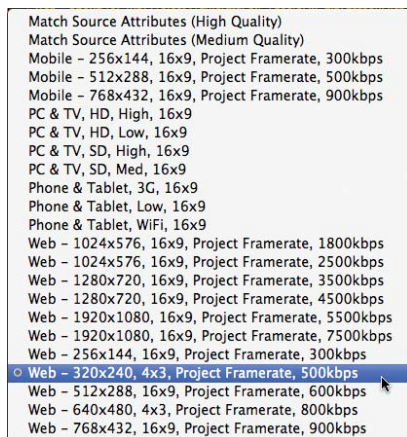 Match Source Attributes (High Quality)
Match Source Attributes (Medium Quality)
Mobile – 256x144, 16x9, Project Framerate, 300kbps
Mobile – 512x288, 16x9, Project Framerate, 500kbps
Mobile – 768x432, 16x9, Project Framerate, 900kbps
PC & TV, HD, High, 16x9
PC & TV, HD, Low, 16x9
PC & TV, SD, High, 16x9
PC & TV, SD, Med, 16x9
Phone & Tablet, 3G, 16x9
Phone & Tablet, Low, 16x9
Phone & Tablet, WiFi, 16x9
Web – 1024x576, 16x9, Project Framerate, 1800kbps
Web – 1024x576, 16x9, Project Framerate, 2500kbps
Web – 1280x720, 16x9, Project Framerate, 3500kbps
Web – 1280x720, 16x9, Project Framerate, 4500kbps
Web – 1920x1080, 16x9, Project Framerate, 5500kbps
Web – 1920x1080, 16x9, Project Framerate, 7500kbps
Web – 256x144, 16x9, Project Framerate, 300kbps
Web – 320x240, 4x3, Project Framerate, 500kbps
Web – 512x288, 16x9, Project Framerate, 600kbps
Web – 640x480, 4x3, Project Framerate, 800kbps
Web – 768x432, 16x9, Project Framerate, 900kbps